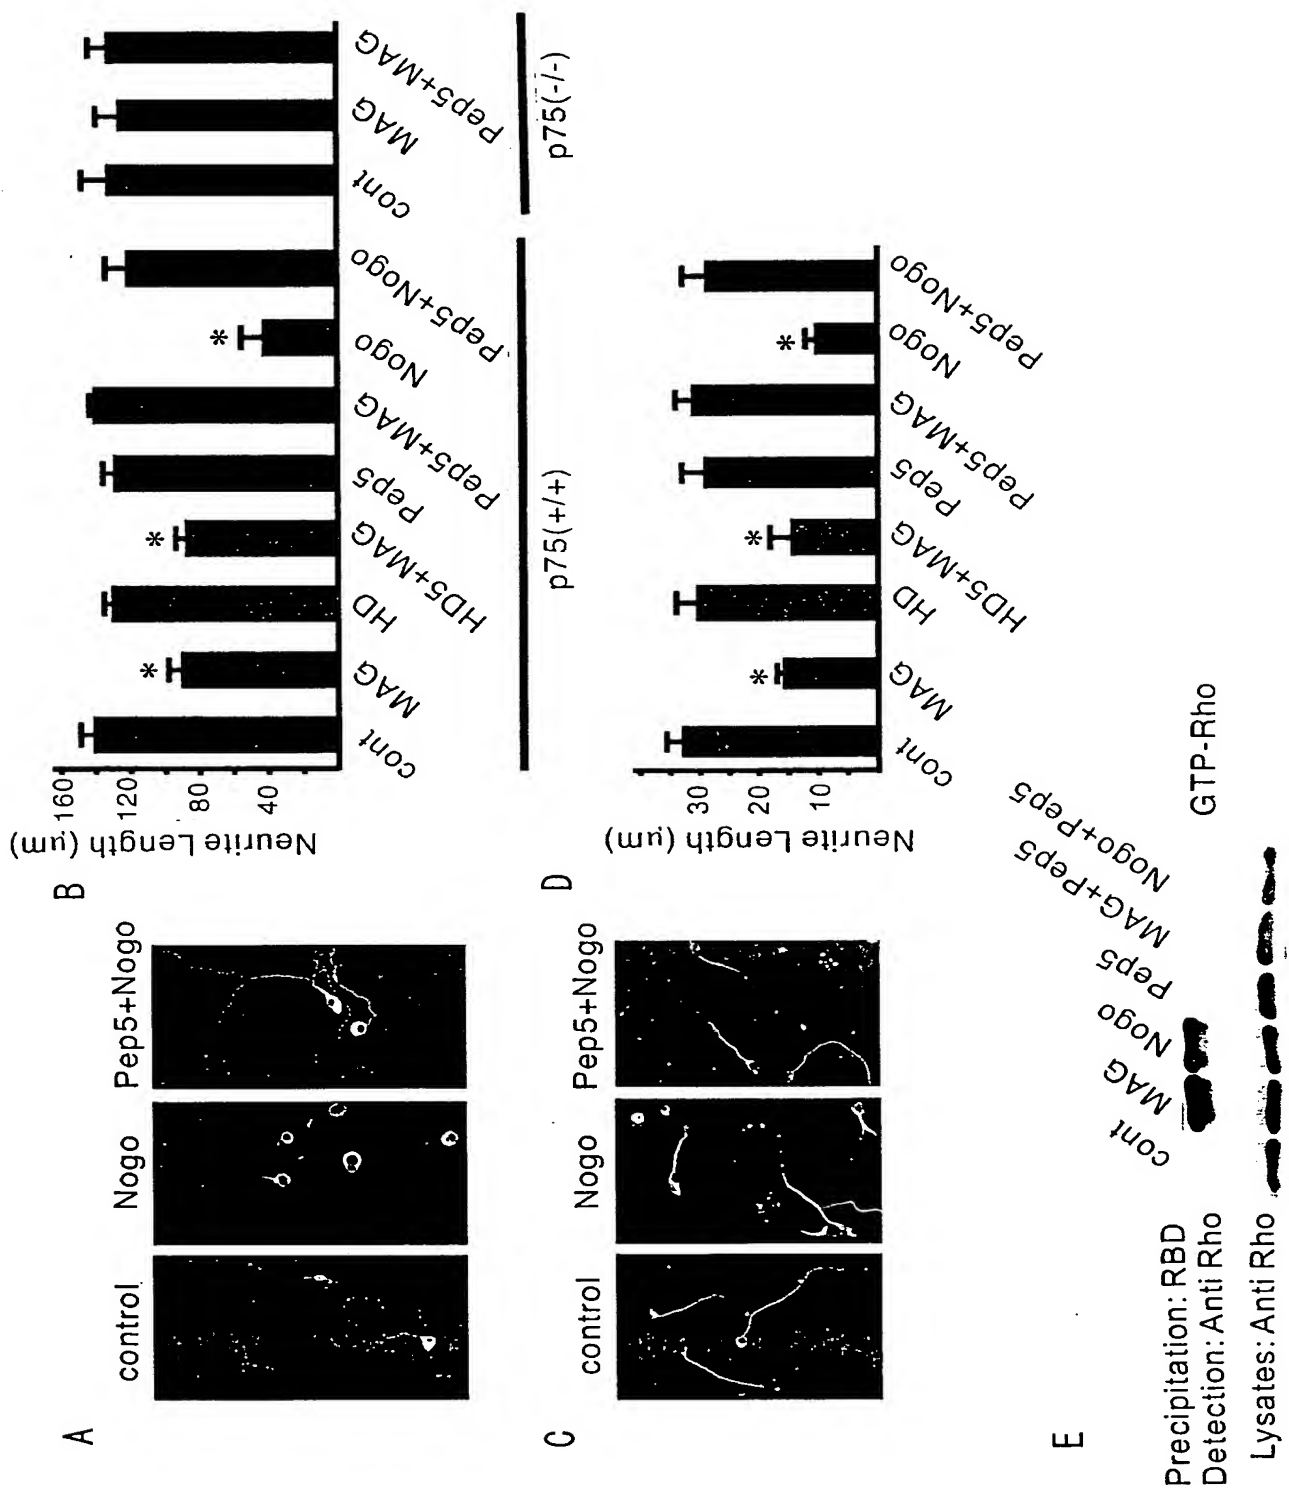 A
control
Nogo
Pep5+Nogo
B
Neurite Length (μm)
160
120
80
40
*
*
*
cont
MAG
HD
HD5+MAG
Pep5
Pep5+MAG
Nogo
Pep5+Nogo
cont
MAG
Pep5+MAG
p75(+/+)
p75(-/-)
C
control
Nogo
Pep5+Nogo
D
Neurite Length (μm)
30
20
10
*
*
*
cont
MAG
HD
HD5+MAG
Pep5
Pep5+MAG
Nogo
Pep5+Nogo
E
cont
MAG
Nogo
Pep5
MAG+Pep5
Nogo+Pep5
Precipitation: RBD
Detection: Anti Rho
GTP-Rho
Lysates: Anti Rho